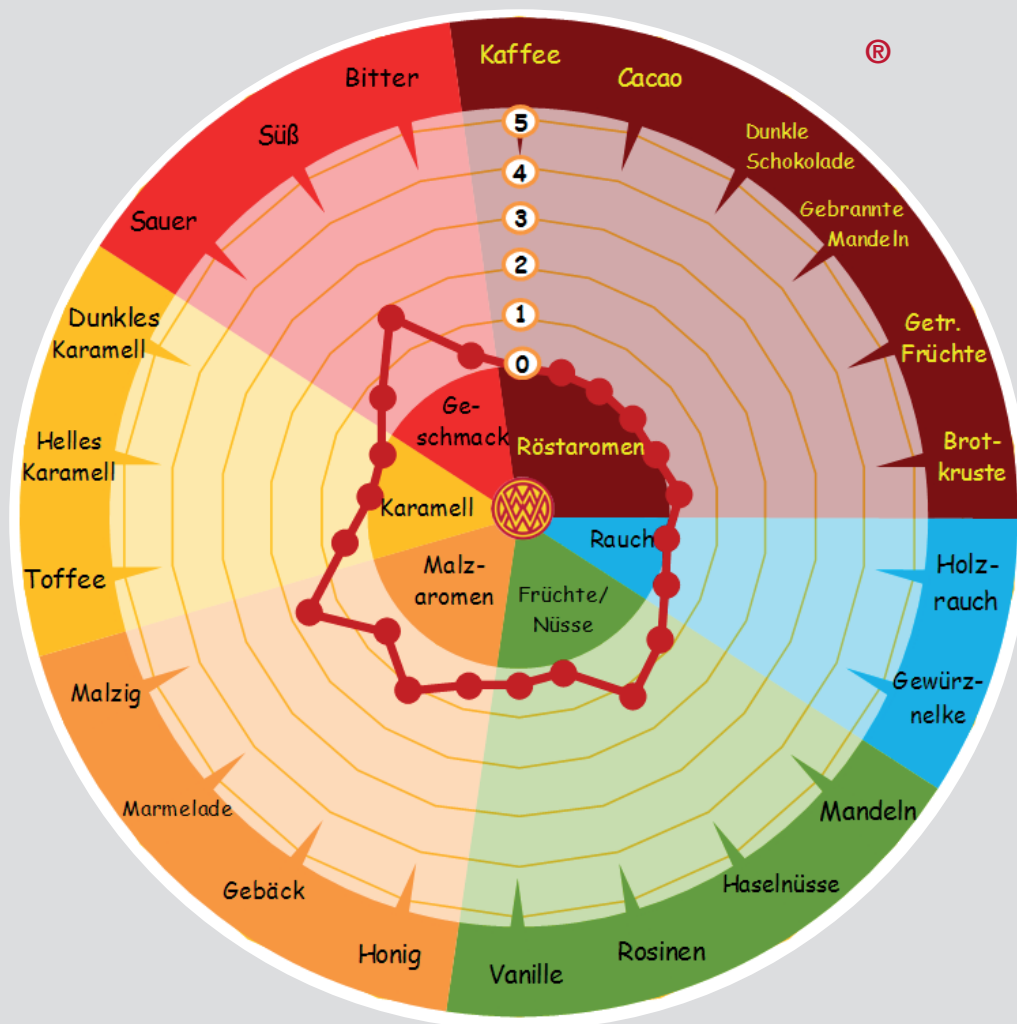 ®
Kaffee
Cacao
Dunkle
Schokolade
Gebrannte
Mandeln
Getr.
Früchte
Brot-
kruste
Holz-
rauch
Gewürz-
nelke
Mandeln
Haselnüsse
Rosinen
Vanille
Honig
Gebäck
Marmelade
Malzig
Toffee
Helles
Karamell
Dunkles
Karamell
Sauer
Süß
Bitter
5
4
3
2
1
0
Ge-
schmack
Röstaromen
Karamell
Rauch
Malz-
aromen
Früchte/
Nüsse